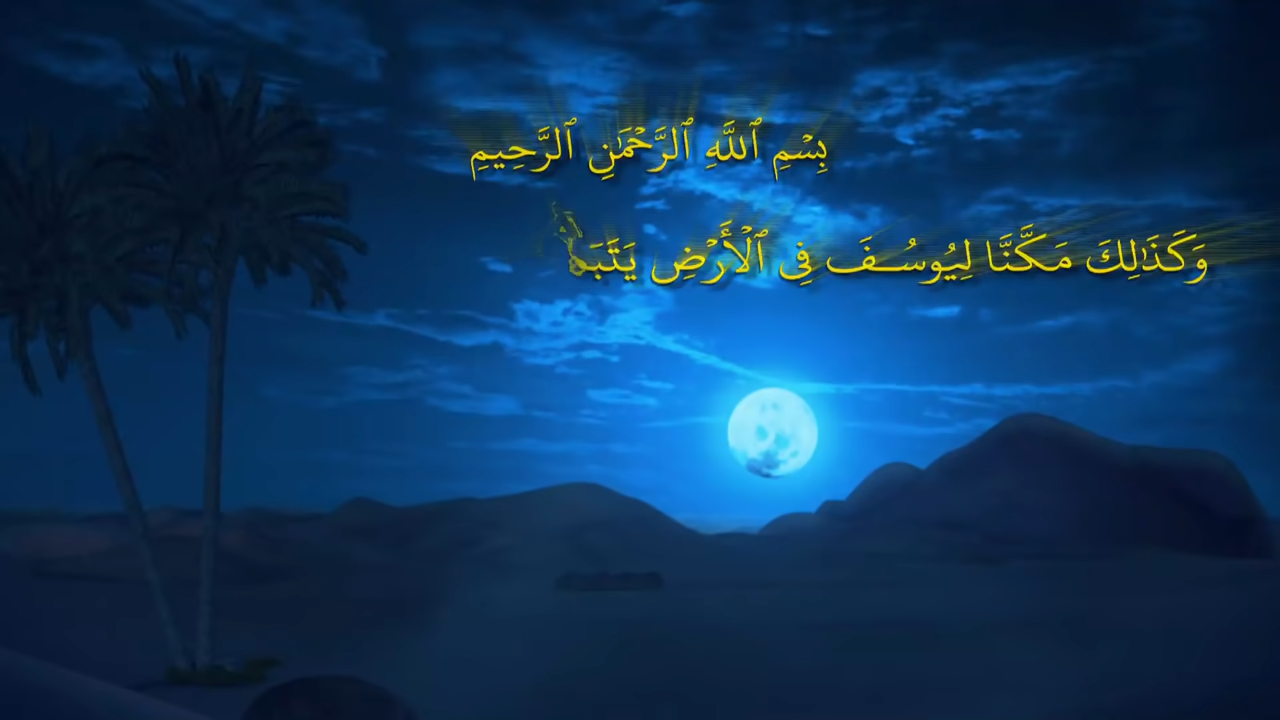 بِسْمِ ٱللَّهِ ٱلرَّحْمَـٰنِ ٱلرَّحِيمِ
وَكَذَٰلِكَ مَكَّنَّا لِيُوسُفَ فِى ٱلْأَرْضِ